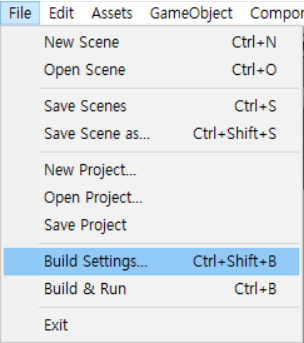 File Edit Assets GameObject
New Scene Ctrl+N
Open Scene Ctrl+O
Save Scenes Ctrl+S
Save Scene as... Ctrl+Shift+S
New Project...
Open Project...
Save Project
Build Settings... Ctrl+Shift+B
Build & Run Ctrl+B
Exit